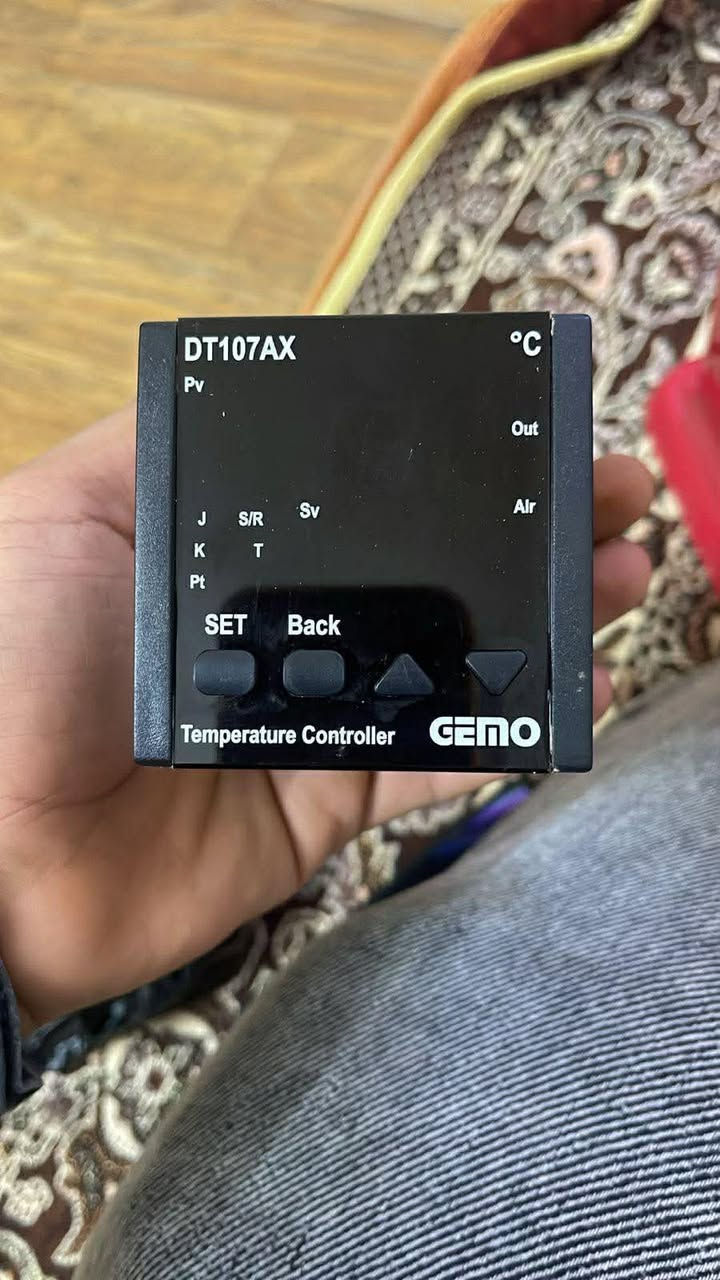 DT107AX °C
Pv
Out
Alr
Sv
J S/R
K T
Pt
SET Back
Temperature Controller GEMO